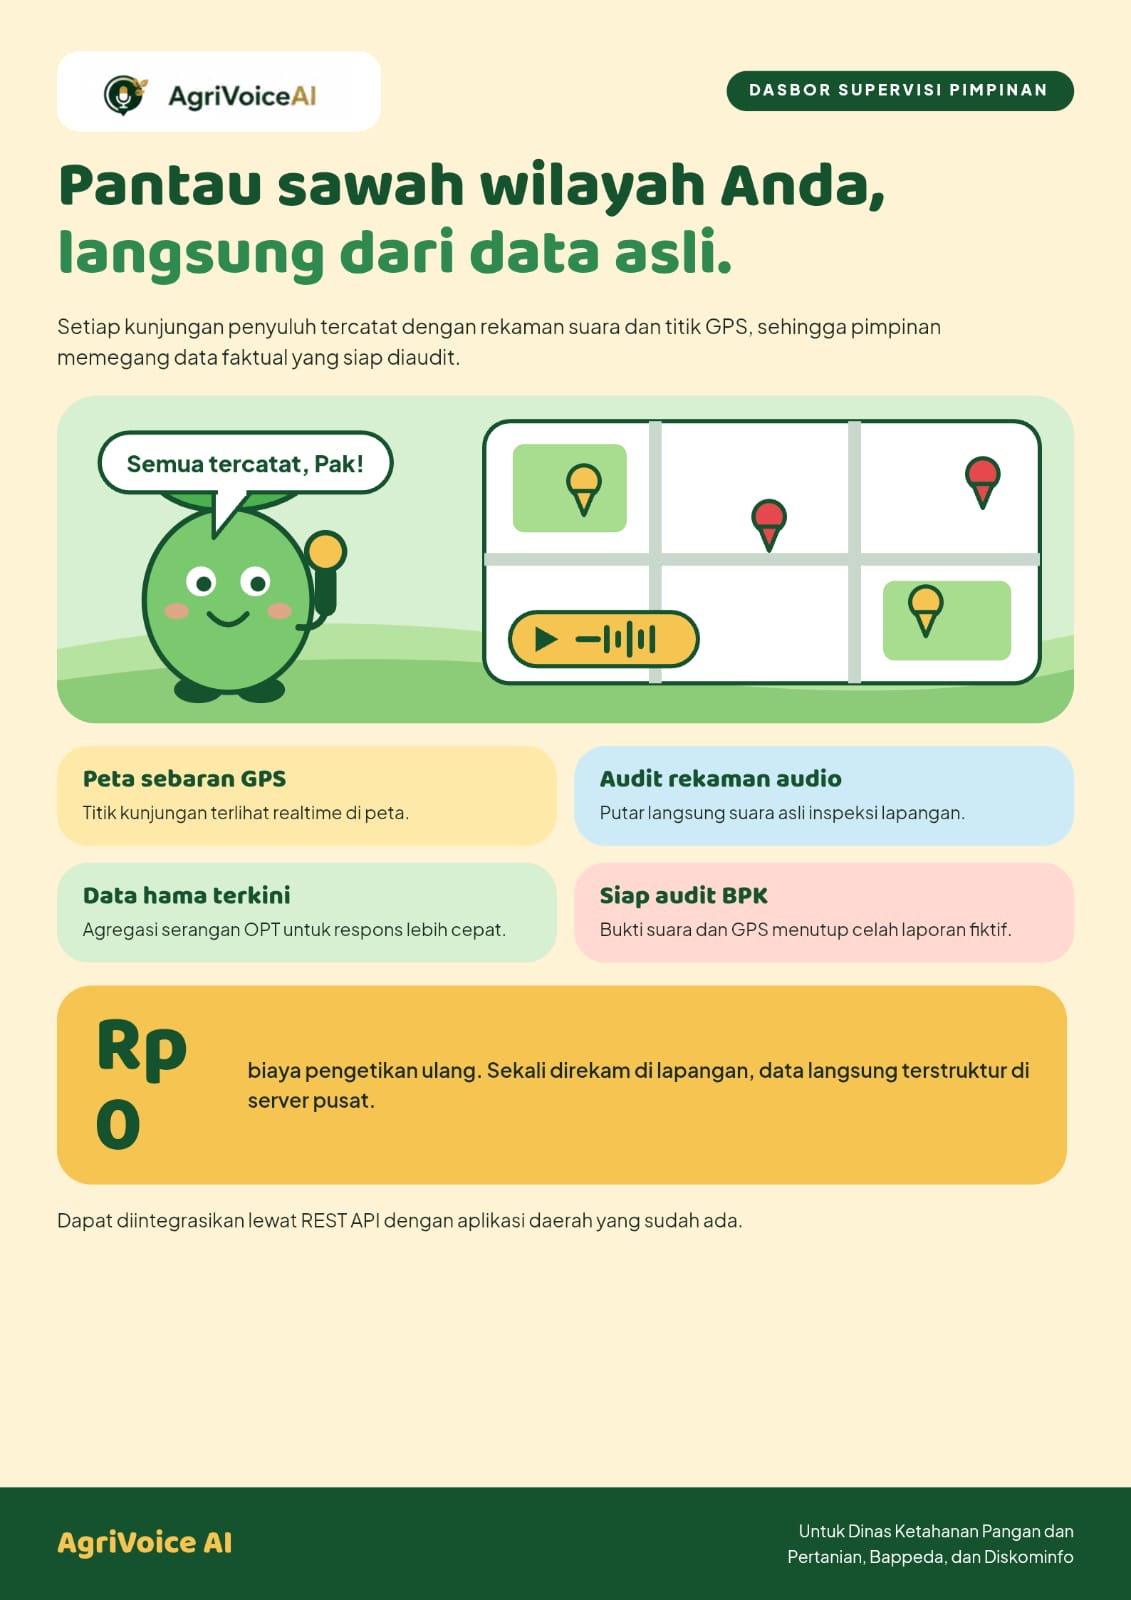 AgriVoiceAI
DASBOR SUPERVISI PIMPINAN
Pantau sawah wilayah Anda,
langsung dari data asli.
Setiap kunjungan penyuluh tercatat dengan rekaman suara dan titik GPS, sehingga pimpinan
memegang data faktual yang siap diaudit.
Semua tercatat, Pak!
Peta sebaran GPS
Titik kunjungan terlihat realtime di peta.
Audit rekaman audio
Putar langsung suara asli inspeksi lapangan.
Data hama terkini
Agregasi serangan OPT untuk respons lebih cepat.
Siap audit BPK
Bukti suara dan GPS menutup celah laporan fiktif.
Rp
0
biaya pengetikan ulang. Sekali direkam di lapangan, data langsung terstruktur di
server pusat.
Dapat diintegrasikan lewat REST API dengan aplikasi daerah yang sudah ada.
AgriVoice AI
Untuk Dinas Ketahanan Pangan dan
Pertanian, Bappeda, dan Diskominfo